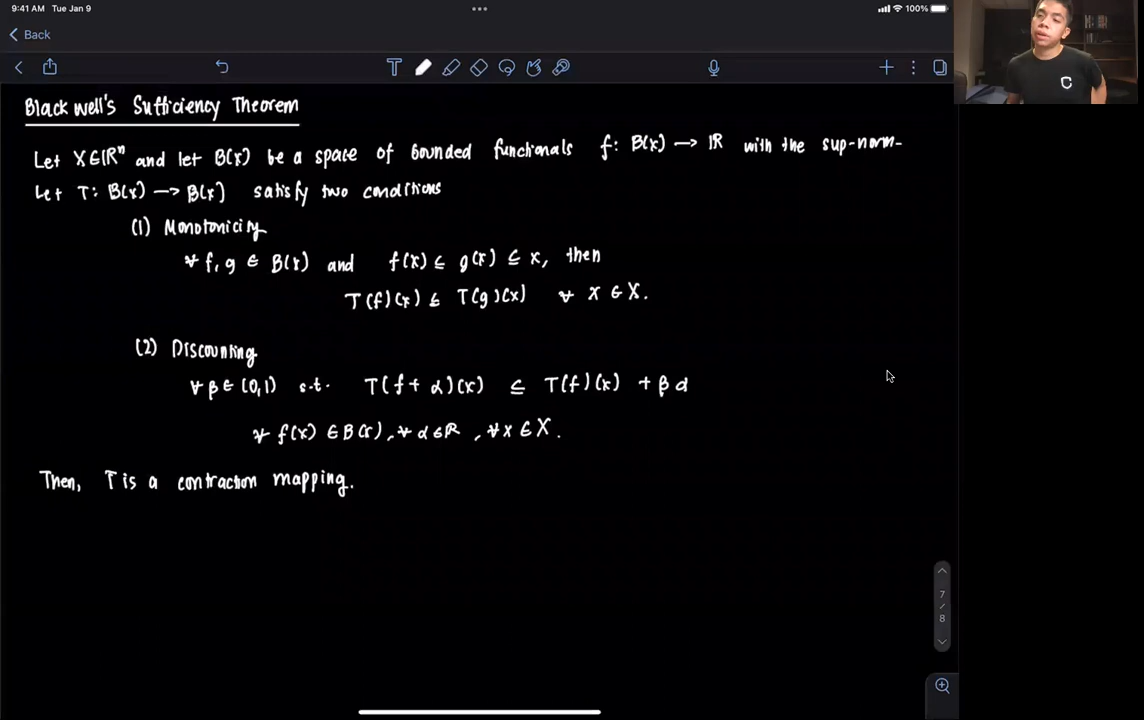 9:41 AM Tue Jan 9
100%
Back
Blackwell's Sufficiency Theorem
Let X∈ℝⁿ and let B(x) be a space of bounded functionals f: B(x) → ℝ with the sup-norm-
Let T: B(x) → B(x) satisfy two conditions
(1) Monotonicity
∀ f, g ∈ B(x) and f(x) ≤ g(x) ≤ x, then
T(f)(x) ≤ T(g)(x) ∀ x ∈ X.
(2) Discounting
∀ β ∈ (0,1) s.t. T(f + α)(x) ≤ T(f)(x) + β α
∀ f(x) ∈ B(x), ∀ α ∈ ℝ, ∀ x ∈ X.
Then, T is a contraction mapping.
7 / 8